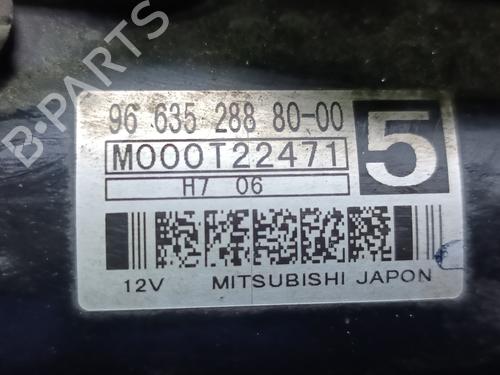 96 635 288 80-00
5
M000T22471
H7 06
12V MITSUBISHI JAPON
B-PARTS